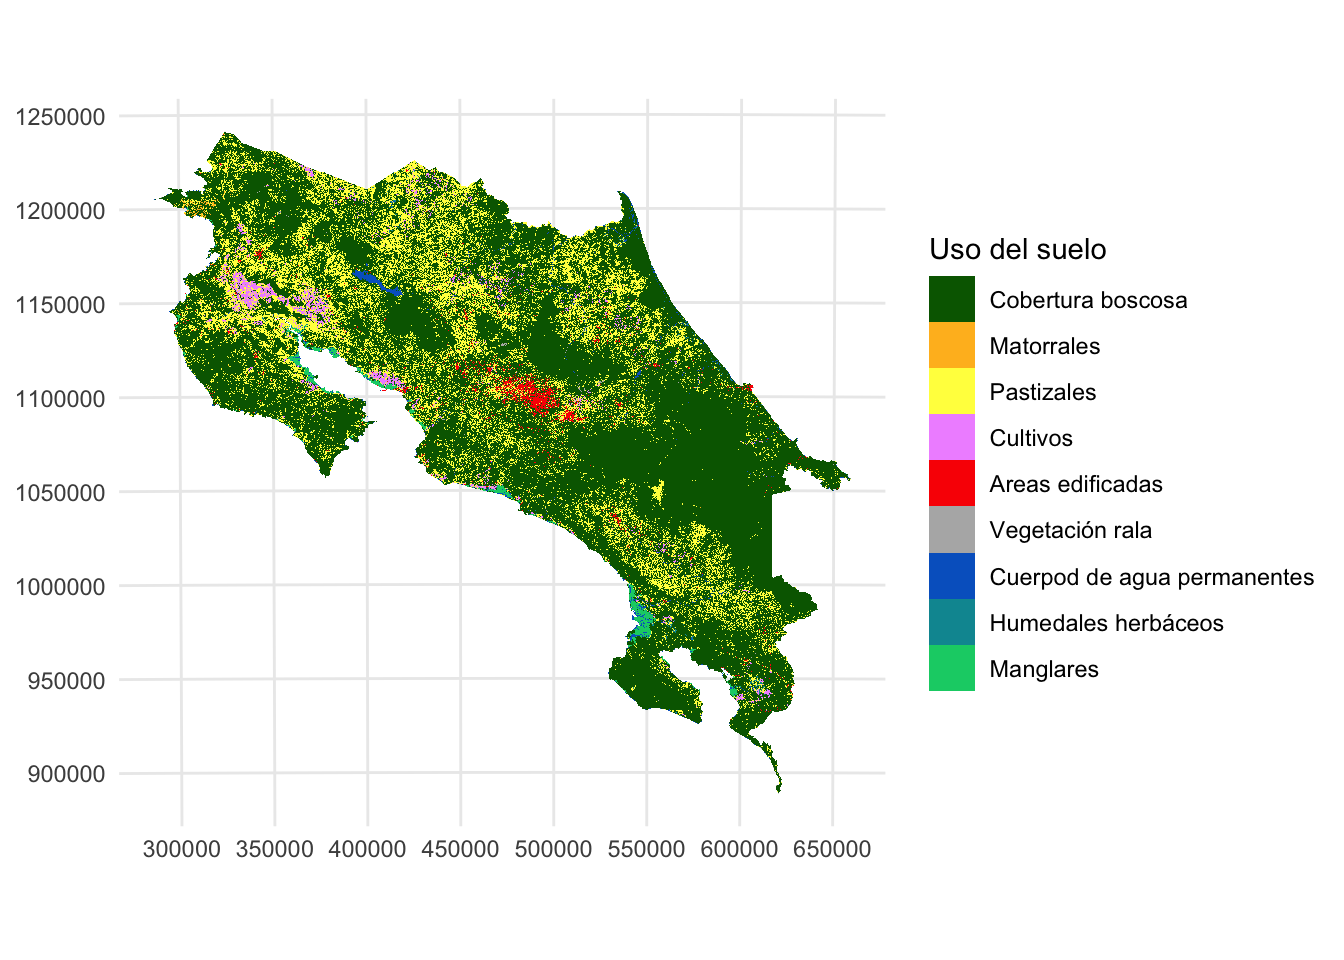 1250000
1200000
1150000
1100000
1050000
1000000
950000
900000
300000 350000 400000 450000 500000 550000 600000 650000
Uso del suelo
Cobertura boscosa
Matorrales
Pastizales
Cultivos
Areas edificadas
Vegetación rala
Cuerpod de agua permanentes
Humedales herbáceos
Manglares